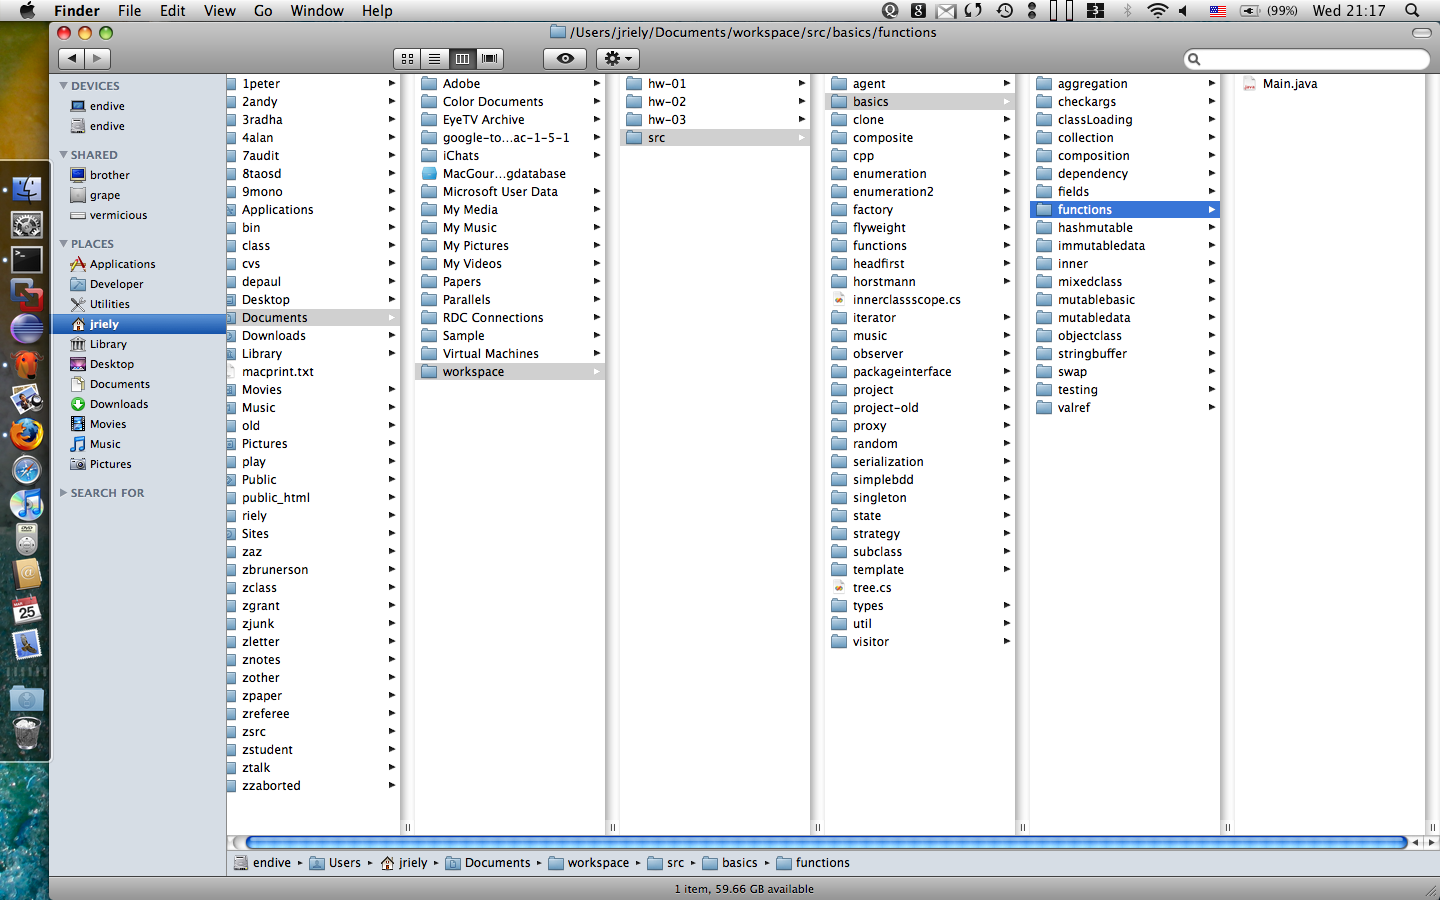 Finder File Edit View Go Window Help (99%) Wed 21:17
/Users/jriely/Documents/workspace/src/basics/functions
DEVICES
endive
endive
SHARED
brother
grape
vermicious
PLACES
Applications
Developer
Utilities
jriely
Library
Desktop
Documents
Downloads
Movies
Music
Pictures
SEARCH FOR
25
1peter
2andy
3radha
4alan
7audit
8taosd
9mono
Applications
bin
class
cvs
depaul
Desktop
Documents
Downloads
Library
macprint.txt
Movies
Music
old
Pictures
play
Public
public_html
riely
Sites
zaz
zbrunerson
zclass
zgrant
zjunk
zletter
znotes
zother
zpaper
zreferee
zsrc
zstudent
ztalk
zzaborted
Adobe
Color Documents
EyeTV Archive
google-to...ac-1-5-1
iChats
MacGour...gdatabase
Microsoft User Data
My Media
My Music
My Pictures
My Videos
Papers
Parallels
RDC Connections
Sample
Virtual Machines
workspace
hw-01
hw-02
hw-03
src
agent
basics
clone
composite
cpp
enumeration
enumeration2
factory
flyweight
functions
headfirst
horstmann
innerclassscope.cs
iterator
music
observer
packageinterface
project
project-old
proxy
random
serialization
simplebdd
singleton
state
strategy
subclass
template
tree.cs
types
util
visitor
aggregation
checkargs
classLoading
collection
composition
dependency
fields
functions
hashmutable
immutabledata
inner
mixedclass
mutablebasic
mutabledata
objectclass
stringbuffer
swap
testing
valref
Main.java
endive Users jriely Documents workspace src basics functions
1 item, 59.66 GB available